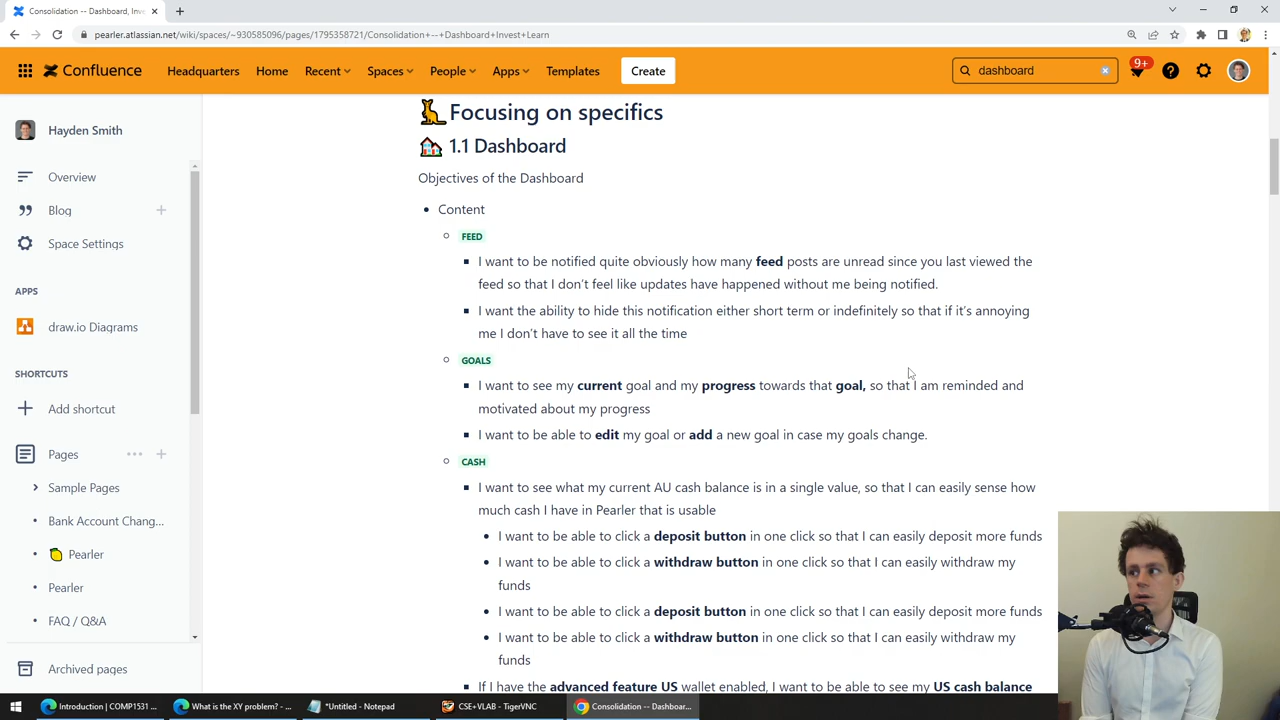 Consolidation -- Dashboard, Inv
pearler.atlassian.net/wiki/spaces/~930585096/pages/1795358721/Consolidation+--+Dashboard+Invest+Learn
Confluence Headquarters Home Recent Spaces People Apps Templates Create dashboard 9+
Hayden Smith
Overview
Blog
Space Settings
APPS
draw.io Diagrams
SHORTCUTS
Add shortcut
Pages
Sample Pages
Bank Account Chang...
Pearler
Pearler
FAQ / Q&A
Archived pages
Focusing on specifics
1.1 Dashboard
Objectives of the Dashboard
Content
FEED
I want to be notified quite obviously how many feed posts are unread since you last viewed the
feed so that I don't feel like updates have happened without me being notified.
I want the ability to hide this notification either short term or indefinitely so that if it's annoying
me I don't have to see it all the time
GOALS
I want to see my current goal and my progress towards that goal, so that I am reminded and
motivated about my progress
I want to be able to edit my goal or add a new goal in case my goals change.
CASH
I want to see what my current AU cash balance is in a single value, so that I can easily sense how
much cash I have in Pearler that is usable
I want to be able to click a deposit button in one click so that I can easily deposit more funds
I want to be able to click a withdraw button in one click so that I can easily withdraw my
funds
I want to be able to click a deposit button in one click so that I can easily deposit more funds
I want to be able to click a withdraw button in one click so that I can easily withdraw my
funds
If I have the advanced feature US wallet enabled, I want to be able to see my US cash balance
Introduction | COMP1531 ... What is the XY problem? - ... *Untitled - Notepad CSE+VLAB - TigerVNC Consolidation -- Dashboar...